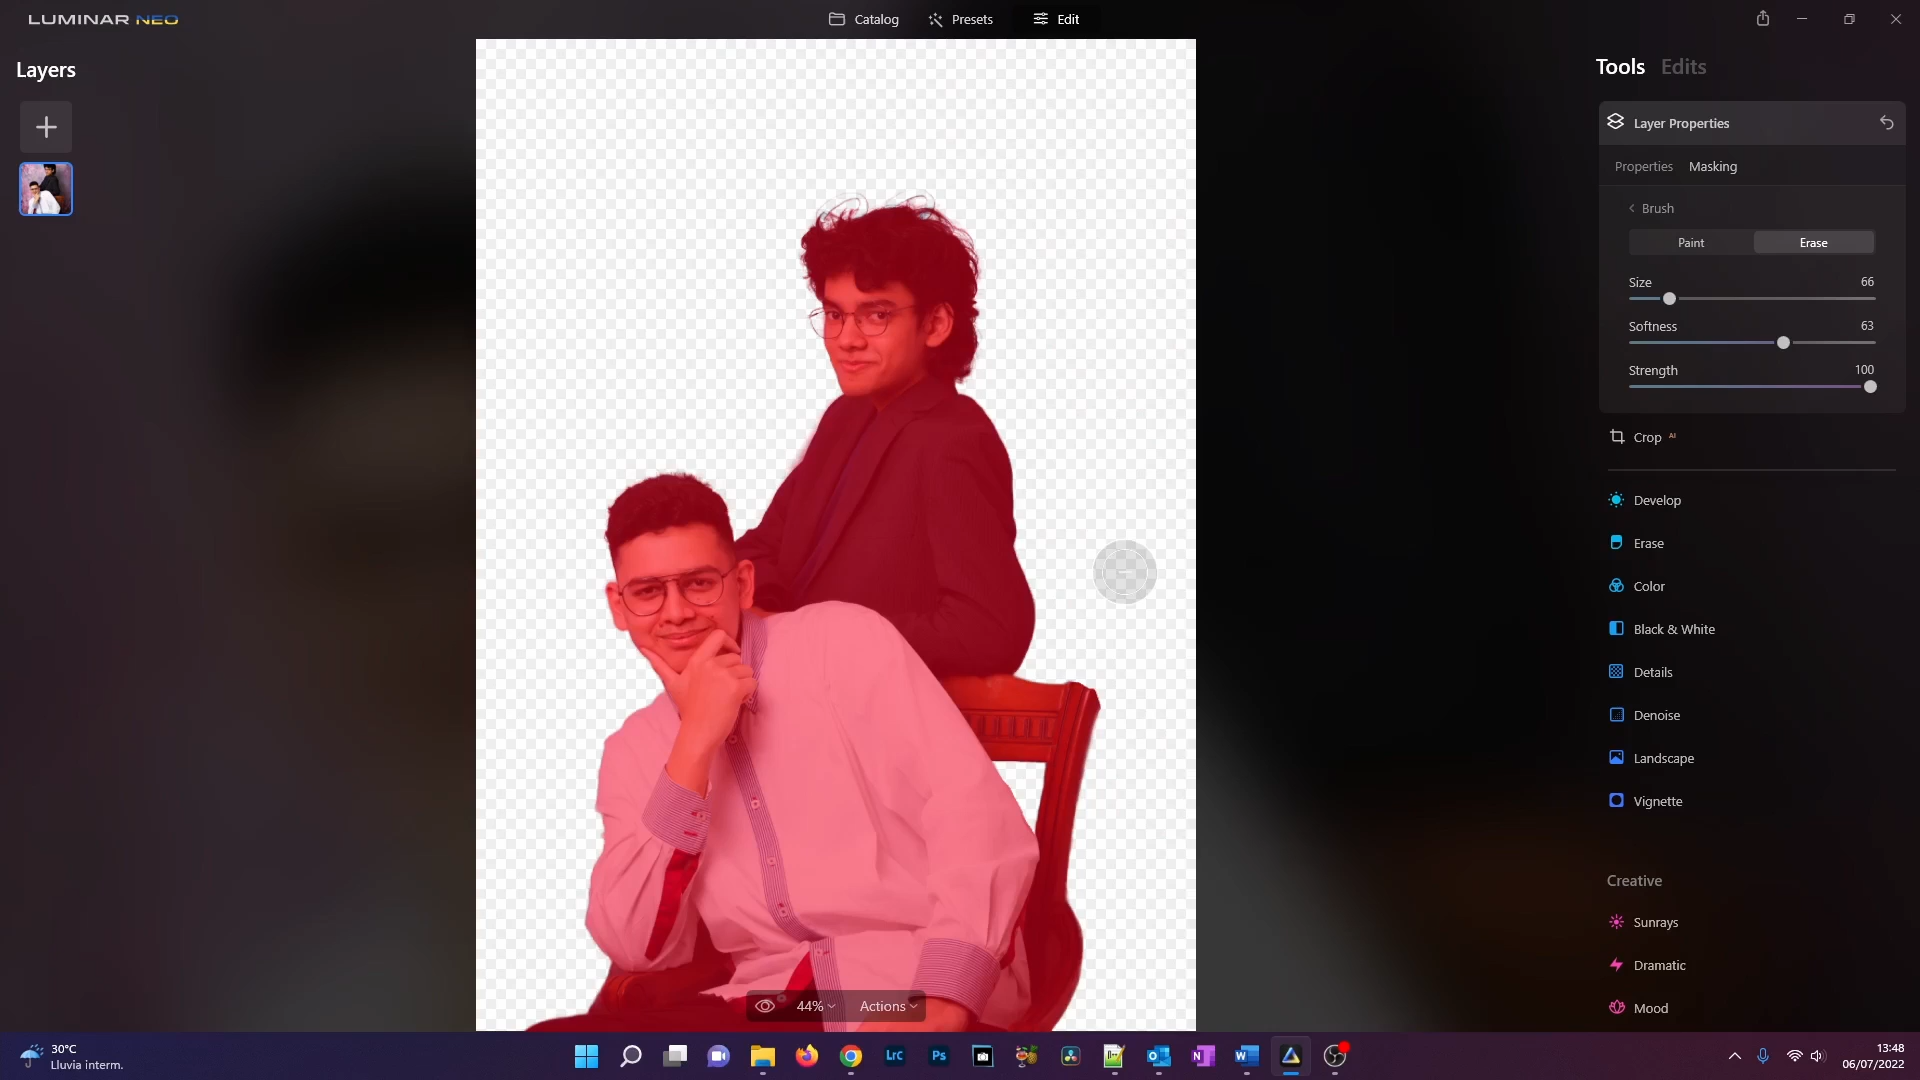 LUMINAR NEO
Catalog
Presets
Edit
Layers
Tools Edits
Layer Properties
Properties Masking
Brush
Paint Erase
Size 66
Softness 63
Strength 100
Crop AI
Develop
Erase
Color
Black & White
Details
Denoise
Landscape
Vignette
Creative
Sunrays
Dramatic
Mood
44% Actions
30°C
Lluvia interm.
LrC
Ps
N
W
13:48
06/07/2022